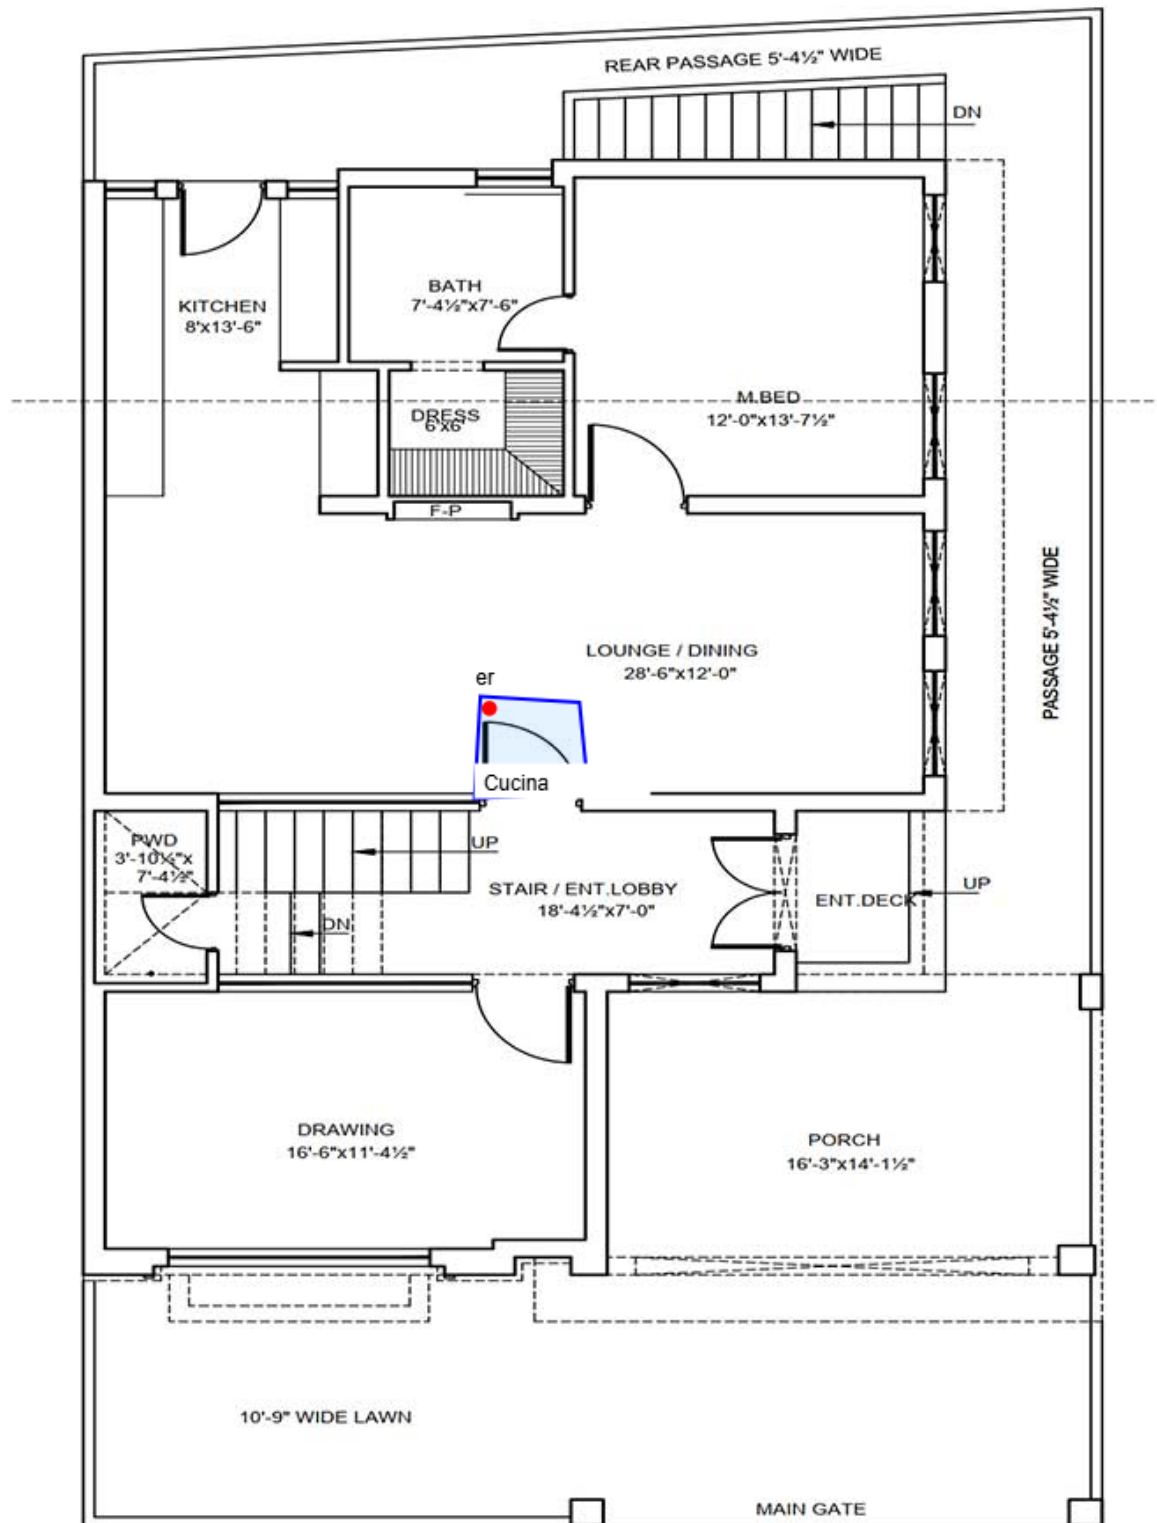 REAR PASSAGE 5'-4½" WIDE
DN
BATH
7'-4½"x7'-6"
KITCHEN
8'x13'-6"
M.BED
12'-0"x13'-7½"
DRESS
6'x6'
F-P
PASSAGE 5'-4½" WIDE
LOUNGE / DINING
28'-6"x12'-0"
er
Cucina
PWD
3'-10½"x
7'-4½"
UP
STAIR / ENT.LOBBY
18'-4½"x7'-0"
DN
ENT.DECK
UP
DRAWING
16'-6"x11'-4½"
PORCH
16'-3"x14'-1½"
10'-9" WIDE LAWN
MAIN GATE